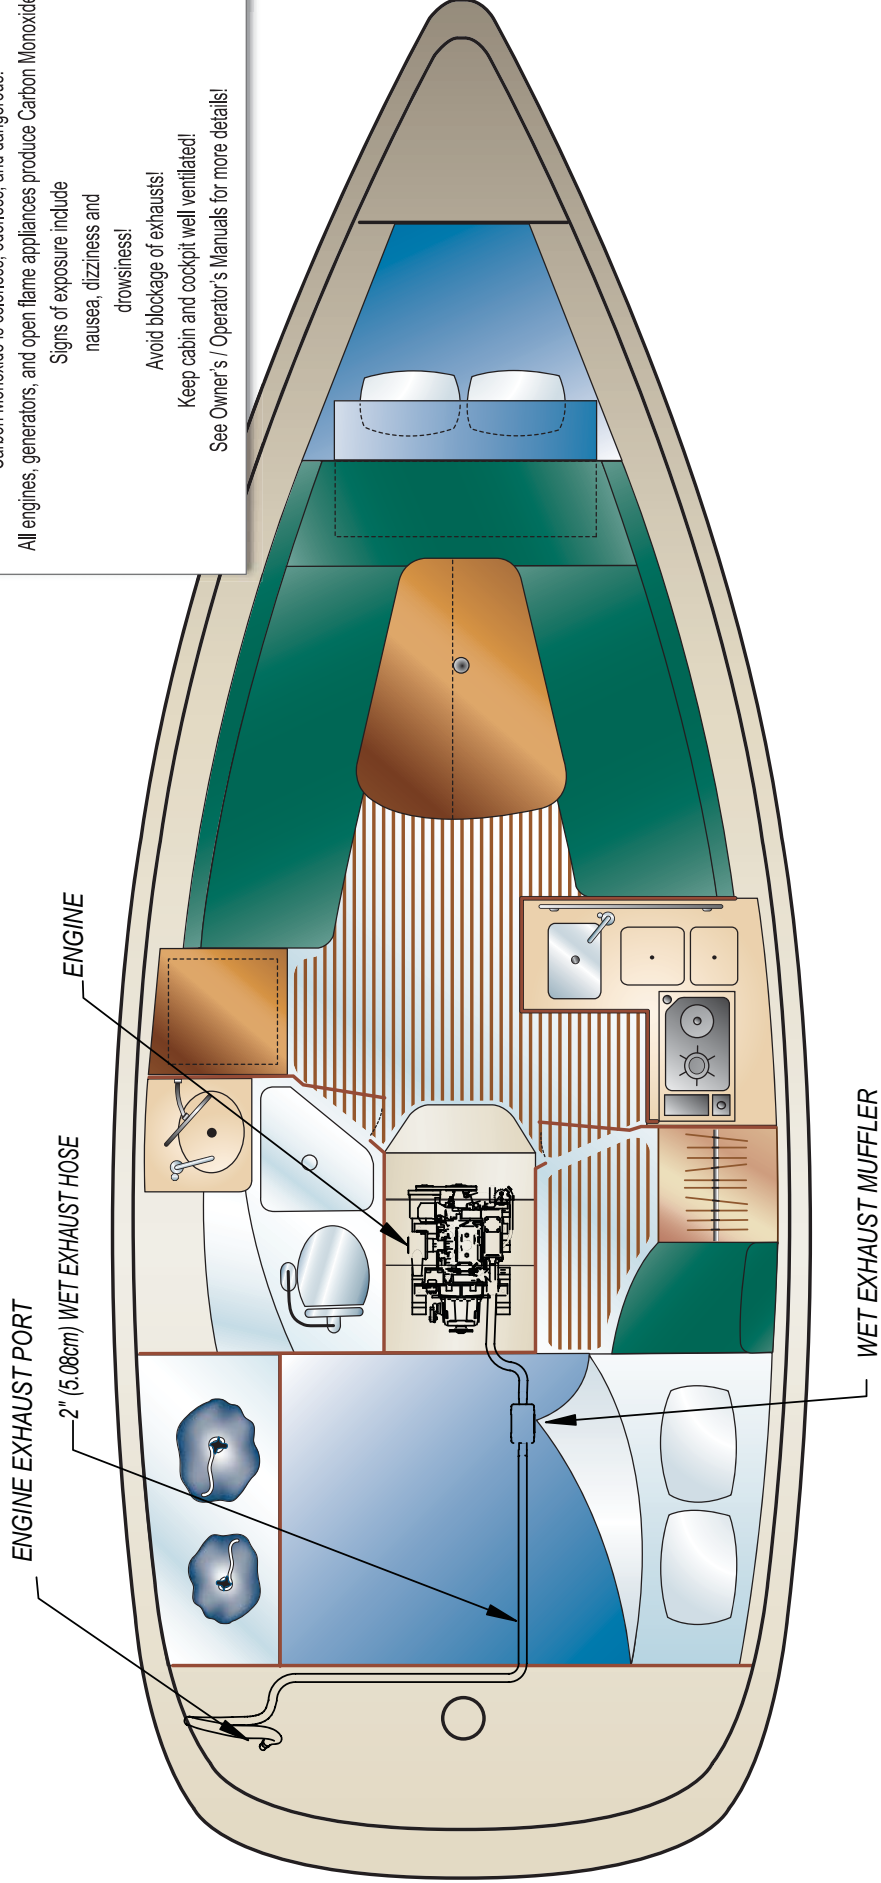 All engines, generators, and open flame appliances produce Carbon Monoxide
Signs of exposure include
nausea, dizziness and
drowsiness!
Avoid blockage of exhausts!
Keep cabin and cockpit well ventilated!
See Owner's / Operator's Manuals for more details!
ENGINE
2" (5.08cm) WET EXHAUST HOSE
ENGINE EXHAUST PORT
WET EXHAUST MUFFLER